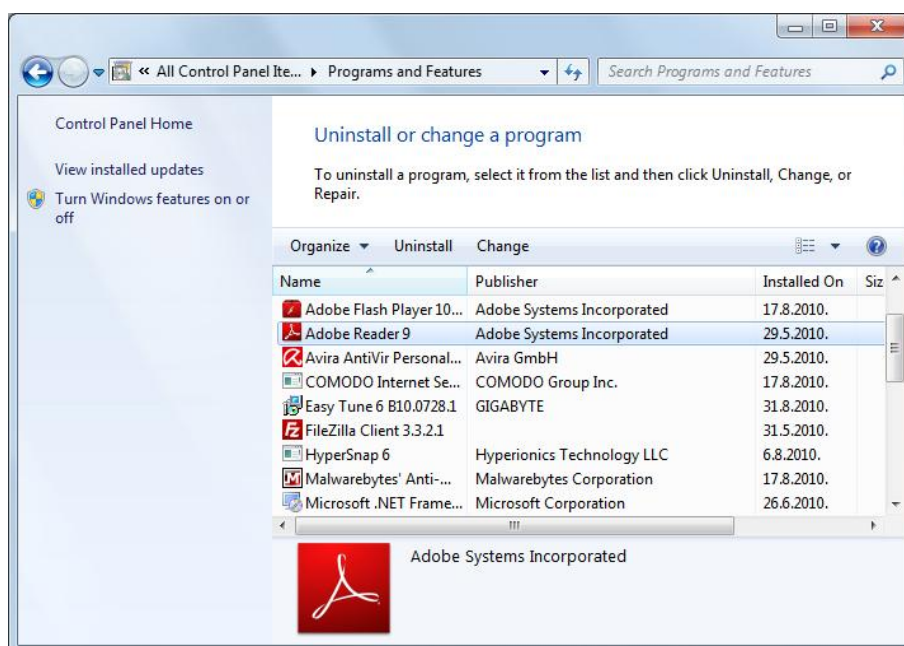 « All Control Panel Ite... ▸ Programs and Features
Search Programs and Features
Control Panel Home
View installed updates
Turn Windows features on or
off
Uninstall or change a program
To uninstall a program, select it from the list and then click Uninstall, Change, or
Repair.
Organize Uninstall Change
Name Publisher Installed On Siz
Adobe Flash Player 10... Adobe Systems Incorporated 17.8.2010.
Adobe Reader 9 Adobe Systems Incorporated 29.5.2010.
Avira AntiVir Personal... Avira GmbH 29.5.2010.
COMODO Internet Se... COMODO Group Inc. 17.8.2010.
Easy Tune 6 B10.0728.1 GIGABYTE 31.8.2010.
FileZilla Client 3.3.2.1 31.5.2010.
HyperSnap 6 Hyperionics Technology LLC 6.8.2010.
Malwarebytes' Anti-... Malwarebytes Corporation 17.8.2010.
Microsoft .NET Frame... Microsoft Corporation 26.6.2010.
Adobe Systems Incorporated